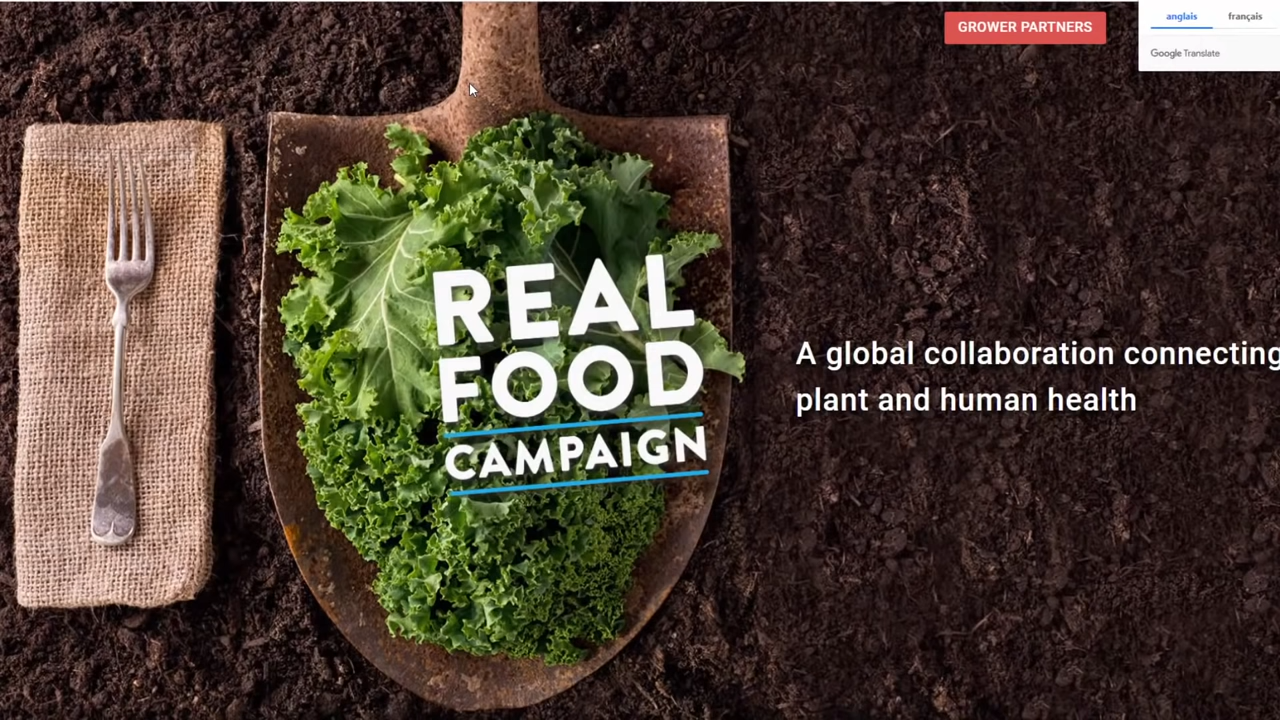 GROWER PARTNERS
anglais français
Google Translate
REAL
FOOD
CAMPAIGN
A global collaboration connecting
plant and human health